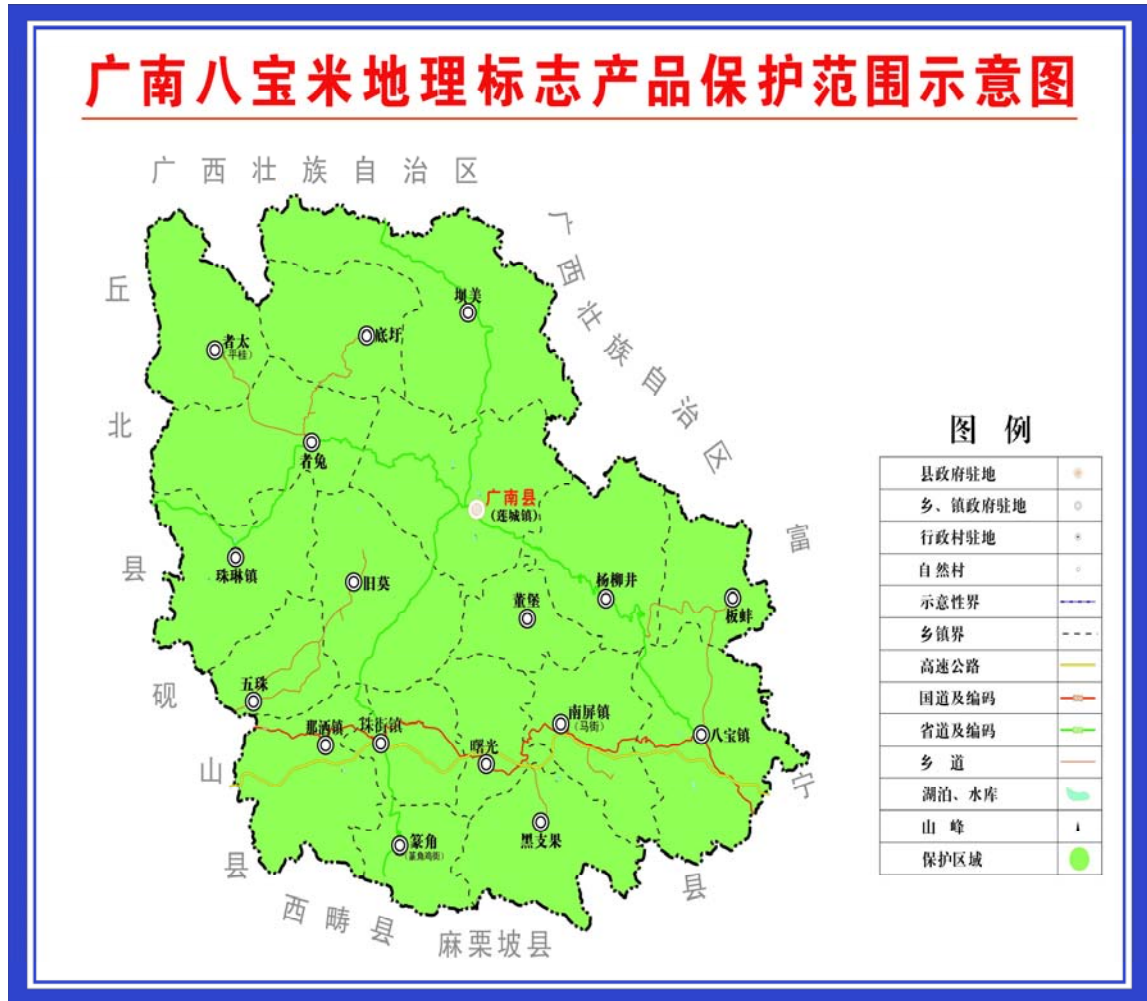 广南八宝米地理标志产品保护范围示意图
广西壮族自治区
广西壮族自治区
丘北县
坝美
底圩
者太
(平桂)
者兔
广南县
(莲城镇)
富宁县
珠琳镇
旧莫
董堡
杨柳井
板蚌
砚山县
五珠
那洒镇
珠街镇
曙光
南屏镇
(马街)
八宝镇
篆角
(篆角鸡街)
黑支果
西畴县
麻栗坡县
图 例
县政府驻地
乡、镇政府驻地
行政村驻地
自然村
示意性界
乡镇界
高速公路
国道及编码
省道及编码
乡 道
湖泊、水库
山 峰
保护区域